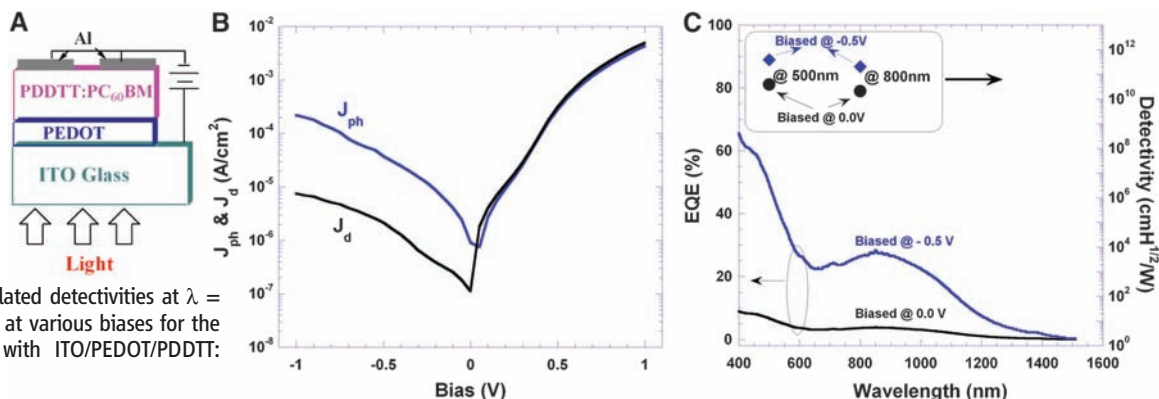 A
Al
PDDTT:PC60BM
PEDOT
ITO Glass
Light
lated detectivities at λ =
at various biases for the
with ITO/PEDOT/PDDTT:
B
Jph & Jd (A/cm2)
10-2
10-3
10-4
10-5
10-6
10-7
10-8
Jph
Jd
-1 -0.5 0 0.5 1
Bias (V)
C
EQE (%)
100
80
60
40
20
0
Biased @ -0.5V
@ 500nm @ 800nm
Biased @ 0.0V
Biased @ - 0.5 V
Biased @ 0.0 V
400 600 800 1000 1200 1400 1600
Wavelength (nm)
1012
1010
108
106
104
102
100
Detectivity (cmH1/2/W)